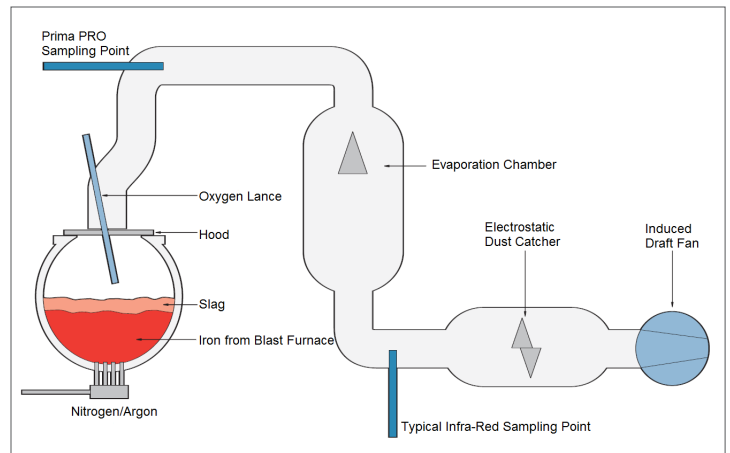 Prima PRO
Sampling Point
Evaporation Chamber
Oxygen Lance
Hood
Electrostatic
Dust Catcher
Induced
Draft Fan
Slag
Iron from Blast Furnace
Nitrogen/Argon
Typical Infra-Red Sampling Point